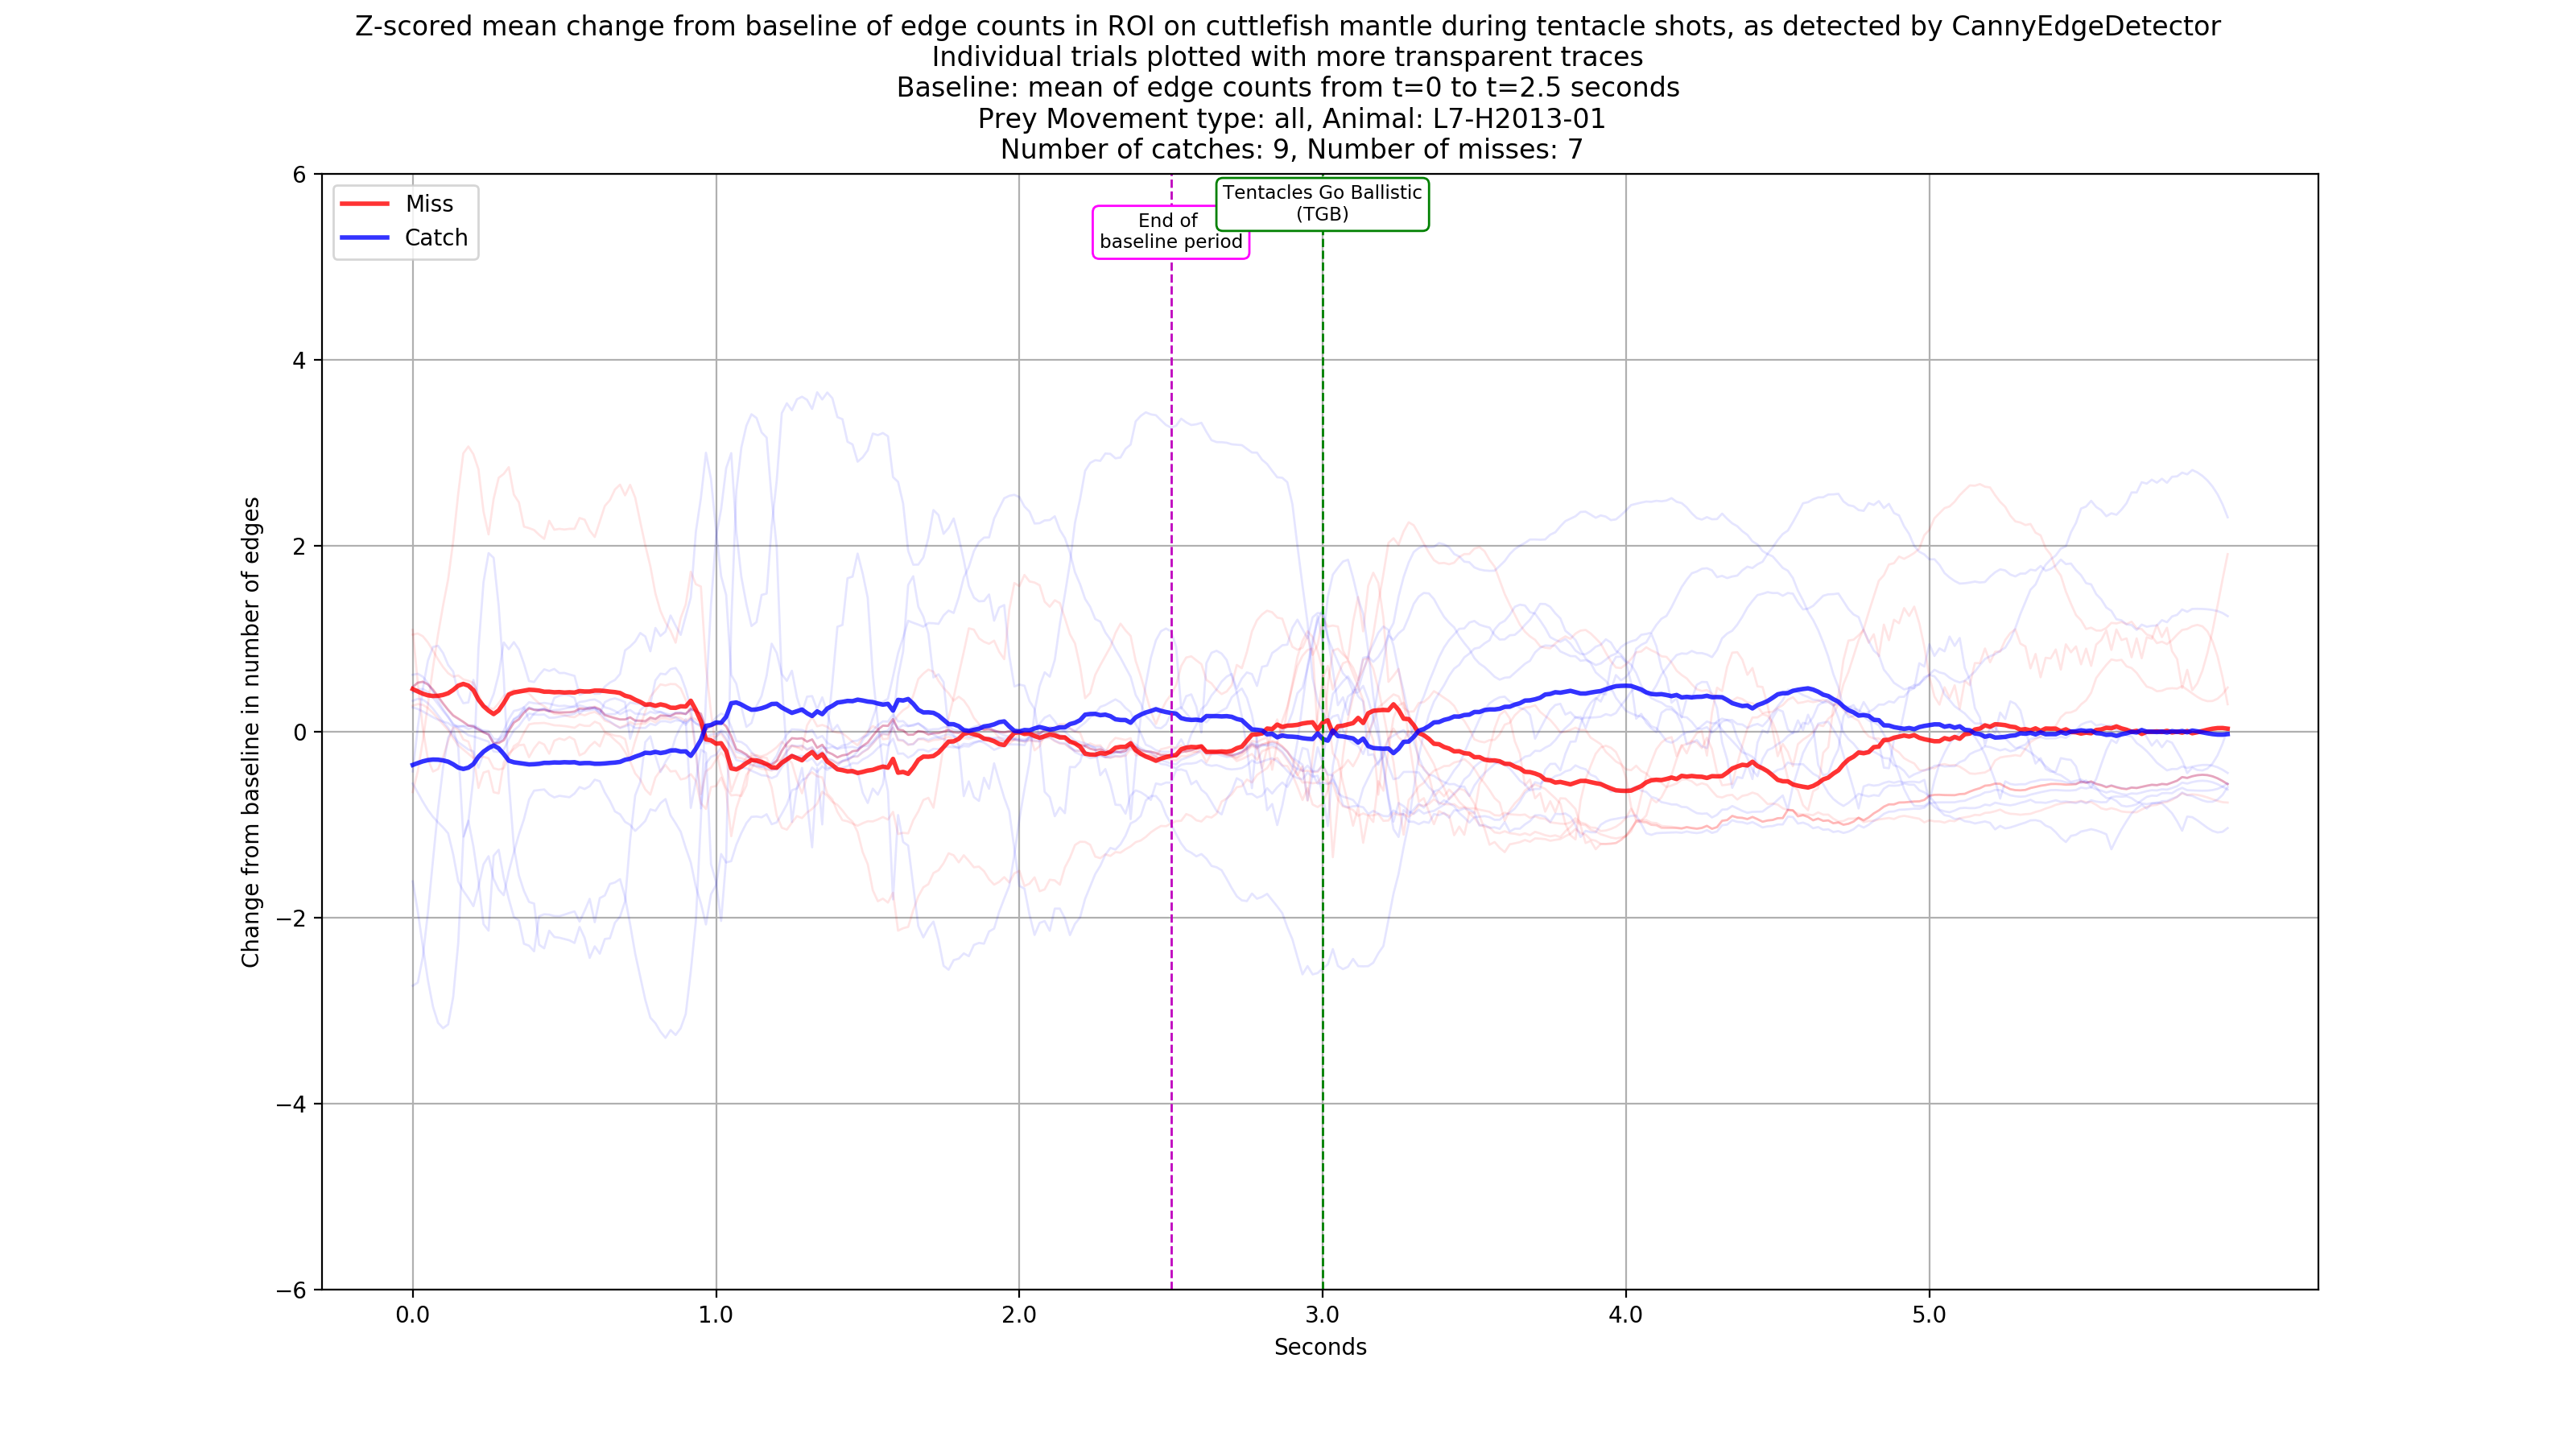 Z-scored mean change from baseline of edge counts in ROI on cuttlefish mantle during tentacle shots, as detected by CannyEdgeDetector
Individual trials plotted with more transparent traces
Baseline: mean of edge counts from t=0 to t=2.5 seconds
Prey Movement type: all, Animal: L7-H2013-01
Number of catches: 9, Number of misses: 7
Miss
Catch
End of
baseline period
Tentacles Go Ballistic
(TGB)
Change from baseline in number of edges
6
4
2
0
−2
−4
−6
0.0
1.0
2.0
3.0
4.0
5.0
Seconds